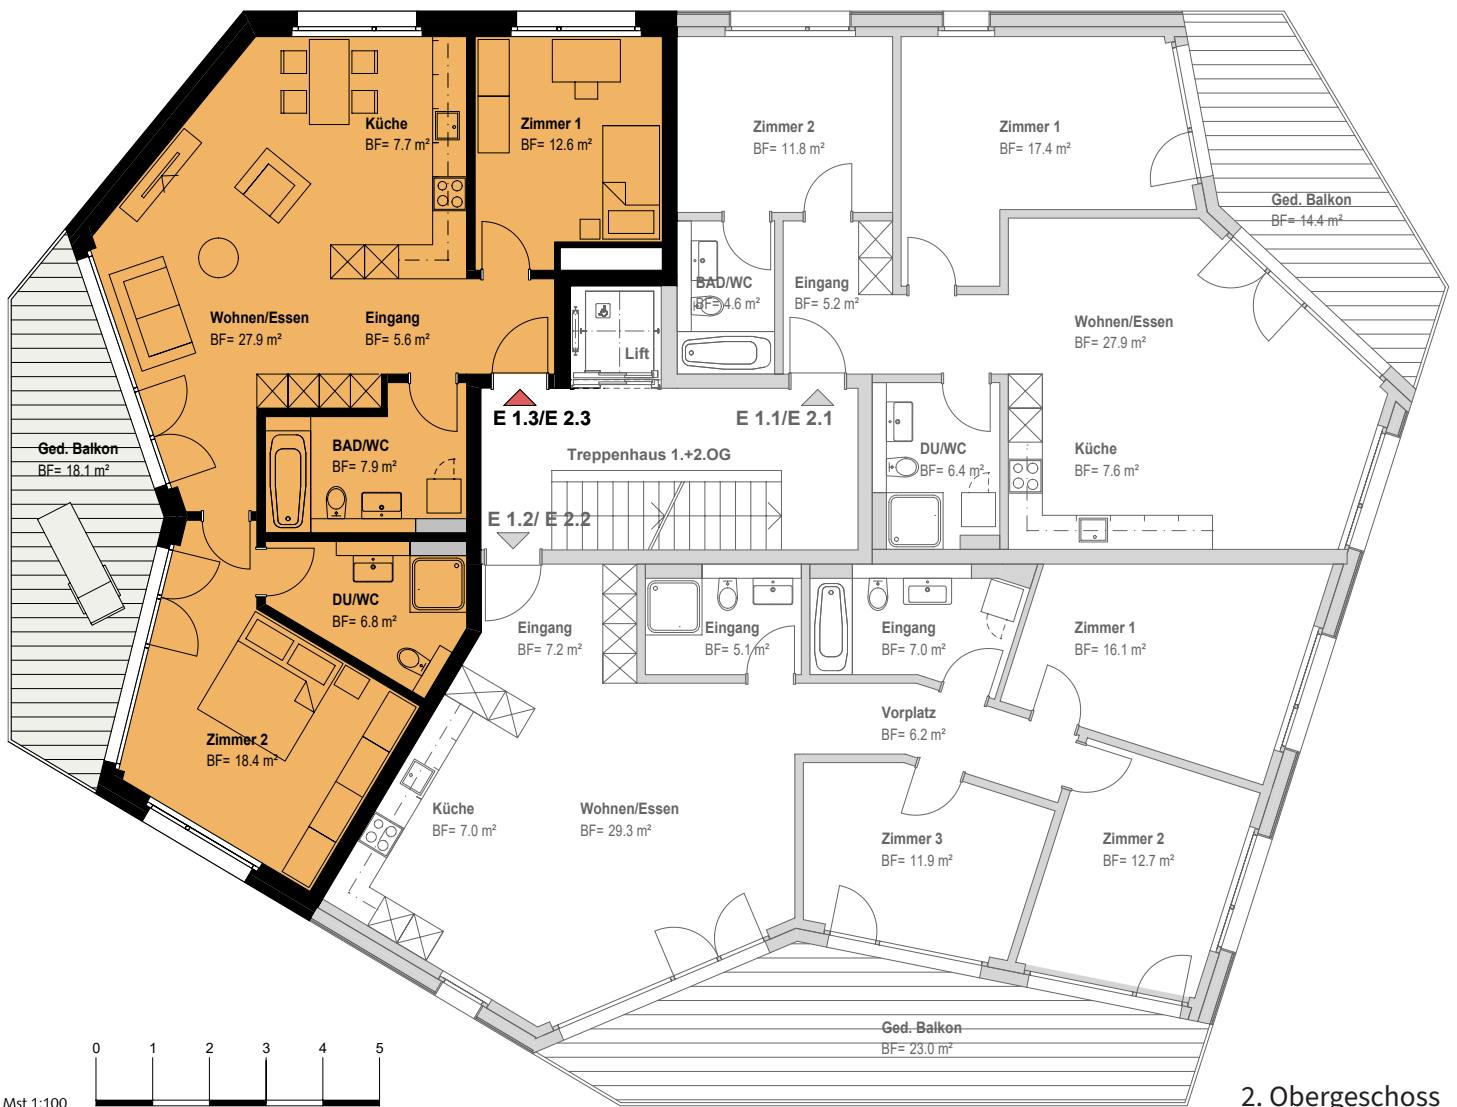 Küche
BF= 7.7 m²
Zimmer 1
BF= 12.6 m²
Zimmer 2
BF= 11.8 m²
Zimmer 1
BF= 17.4 m²
Ged. Balkon
BF= 14.4 m²
BAD/WC
BF= 4.6 m²
Eingang
BF= 5.2 m²
Wohnen/Essen
BF= 27.9 m²
Eingang
BF= 5.6 m²
Wohnen/Essen
BF= 27.9 m²
Lift
E 1.3/E 2.3
E 1.1/E 2.1
Ged. Balkon
BF= 18.1 m²
BAD/WC
BF= 7.9 m²
Treppenhaus 1.+2.OG
DU/WC
BF= 6.4 m²
Küche
BF= 7.6 m²
E 1.2/ E 2.2
DU/WC
BF= 6.8 m²
Eingang
BF= 7.2 m²
Eingang
BF= 5.1 m²
Eingang
BF= 7.0 m²
Zimmer 1
BF= 16.1 m²
Zimmer 2
BF= 18.4 m²
Vorplatz
BF= 6.2 m²
Küche
BF= 7.0 m²
Wohnen/Essen
BF= 29.3 m²
Zimmer 3
BF= 11.9 m²
Zimmer 2
BF= 12.7 m²
Ged. Balkon
BF= 23.0 m²
0 1 2 3 4 5
Mst 1:100
2. Obergeschoss